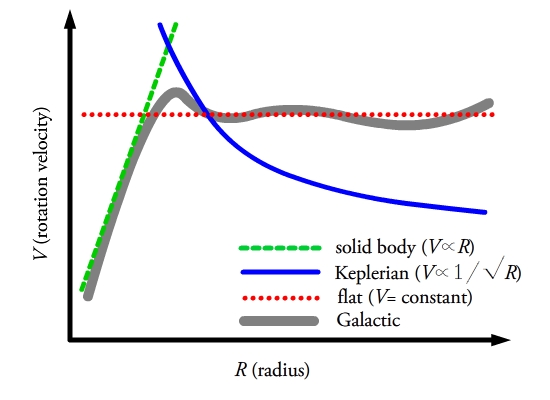 V (rotation velocity)
solid body (V∝R)
Keplerian (V∝1/√R)
flat (V= constant)
Galactic
R (radius)